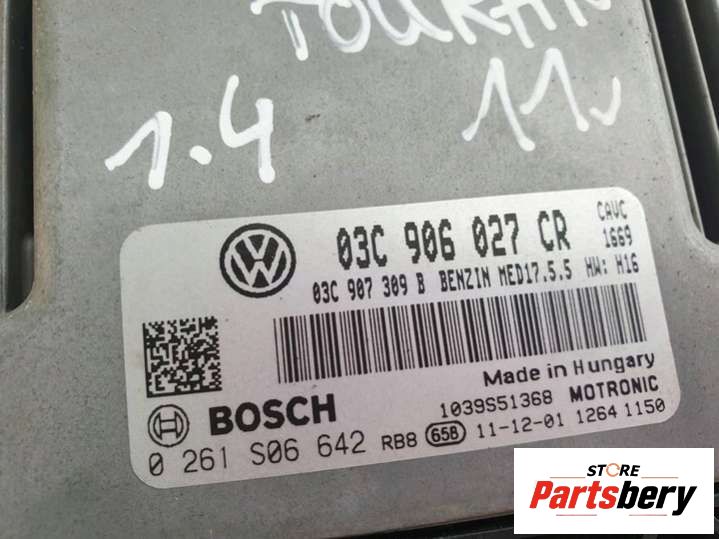 TOURAN
1.4 11
03C 906 027 CR CAVC
1669
03C 907 309 B BENZIN MED17.5.5 HW: H16
Made in Hungary
BOSCH 1039S51368 MOTRONIC
0 261 S06 642 RB8 658 11-12-01 1264 1150
STORE
Partsbery